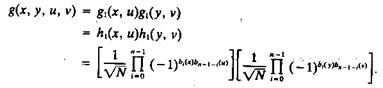 g(x, y, u, v) = g₁(x, u)g₁(y, v)
= h₁(x, u)h₁(y, v)
= [ 1/√N ∏_{i=0}^{n-1} (-1)^{b_i(x)b_{n-1-i}(u)} ] [ 1/√N ∏_{i=0}^{n-1} (-1)^{b_i(y)b_{n-1-i}(v)} ].